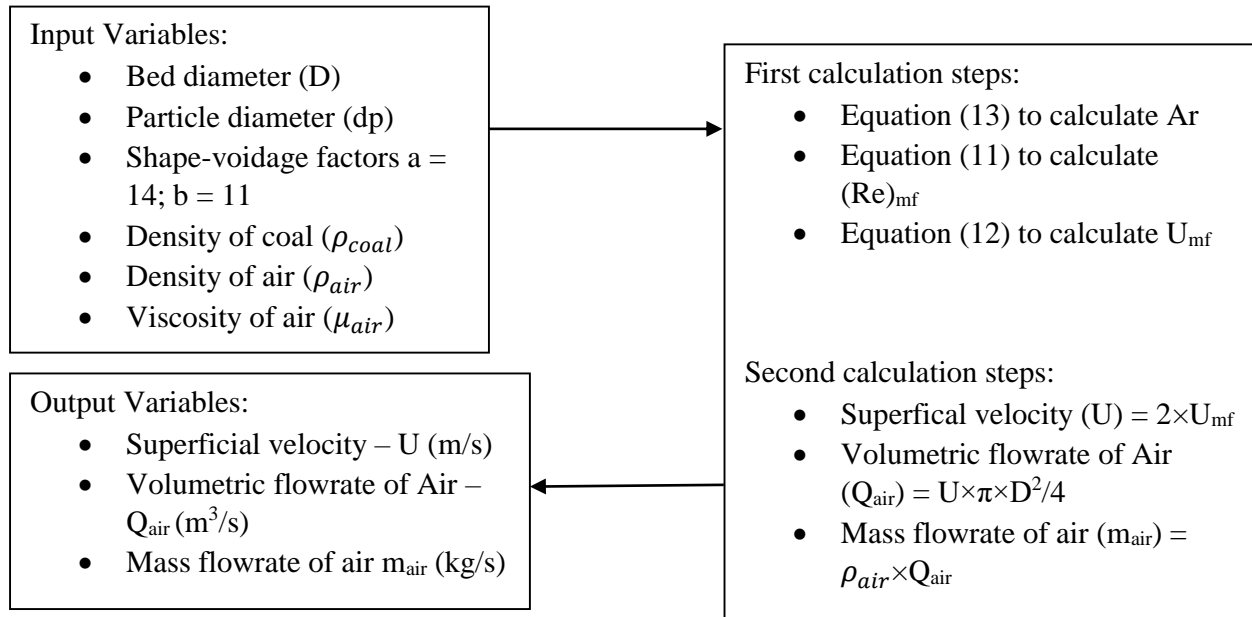 Input Variables:
• Bed diameter (D)
• Particle diameter (dp)
• Shape-voidage factors a =
14; b = 11
• Density of coal (ρcoal)
• Density of air (ρair)
• Viscosity of air (μair)
First calculation steps:
• Equation (13) to calculate Ar
• Equation (11) to calculate
(Re)mf
• Equation (12) to calculate Umf
Second calculation steps:
• Superfical velocity (U) = 2×Umf
• Volumetric flowrate of Air
(Qair) = U×π×D²/4
• Mass flowrate of air (mair) =
ρair×Qair
Output Variables:
• Superficial velocity – U (m/s)
• Volumetric flowrate of Air –
Qair (m³/s)
• Mass flowrate of air mair (kg/s)